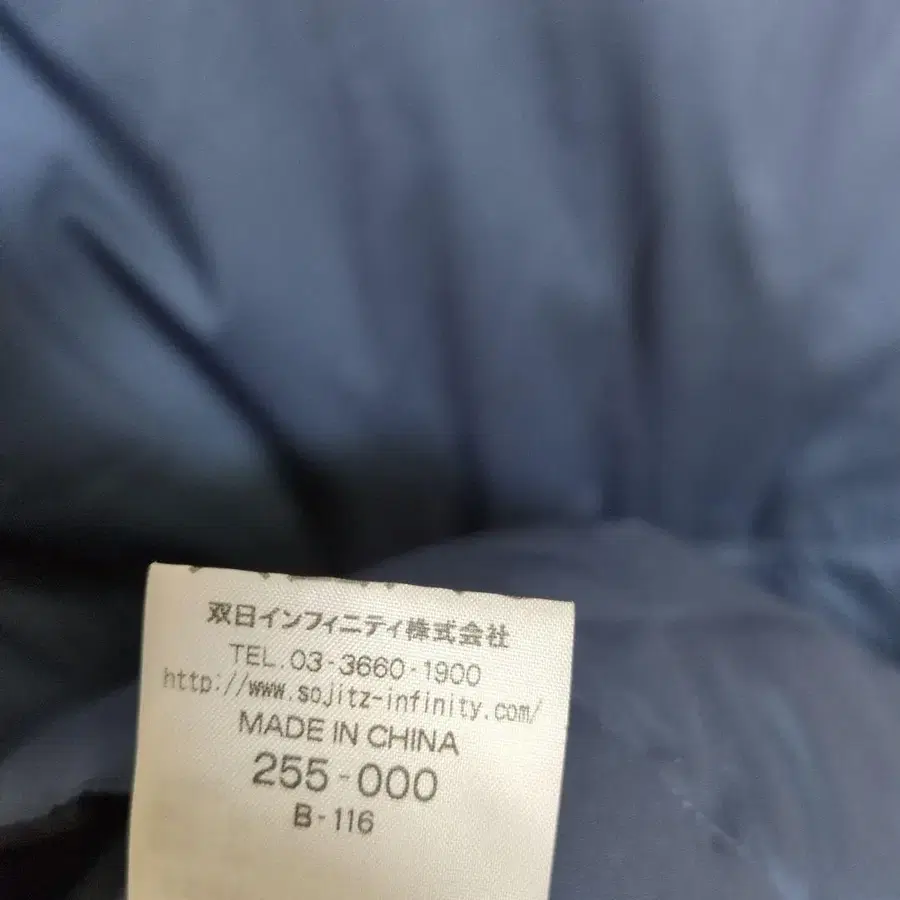 双日インフィニティ株式会社
TEL.03-3660-1900
http://www.sojitz-infinity.com/
MADE IN CHINA
255-000
B-116